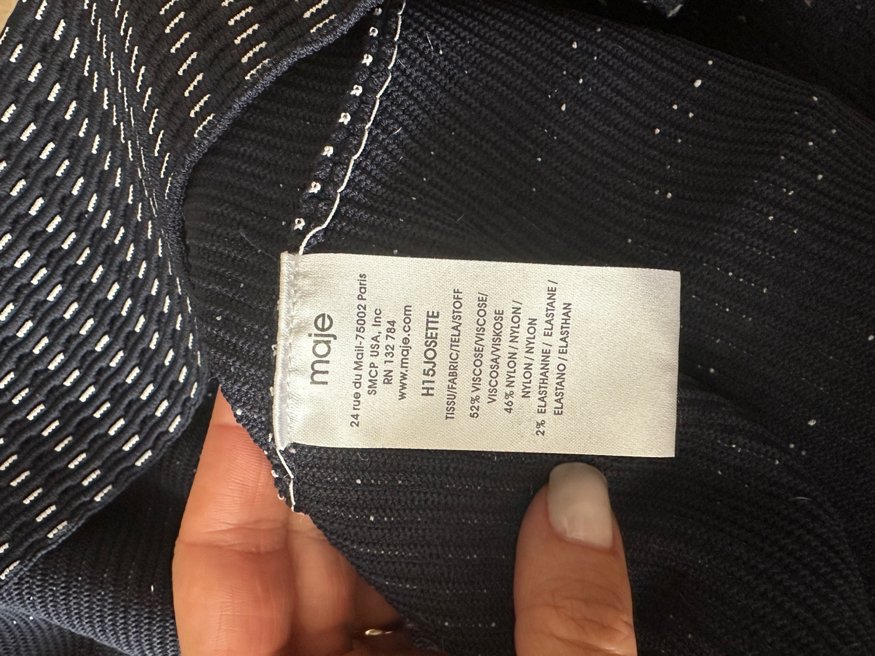 maje
24 rue du Mail-75002 Paris
SMCP USA, Inc
RN 132 784
www.maje.com
H15JOSETTE
TISSU/FABRIC/TELA/STOFF
52% VISCOSE/VISCOSE/
VISCOSA/VISKOSE
46% NYLON / NYLON /
NYLON / NYLON
2% ELASTHANNE / ELASTANE /
ELASTANO / ELASTHAN